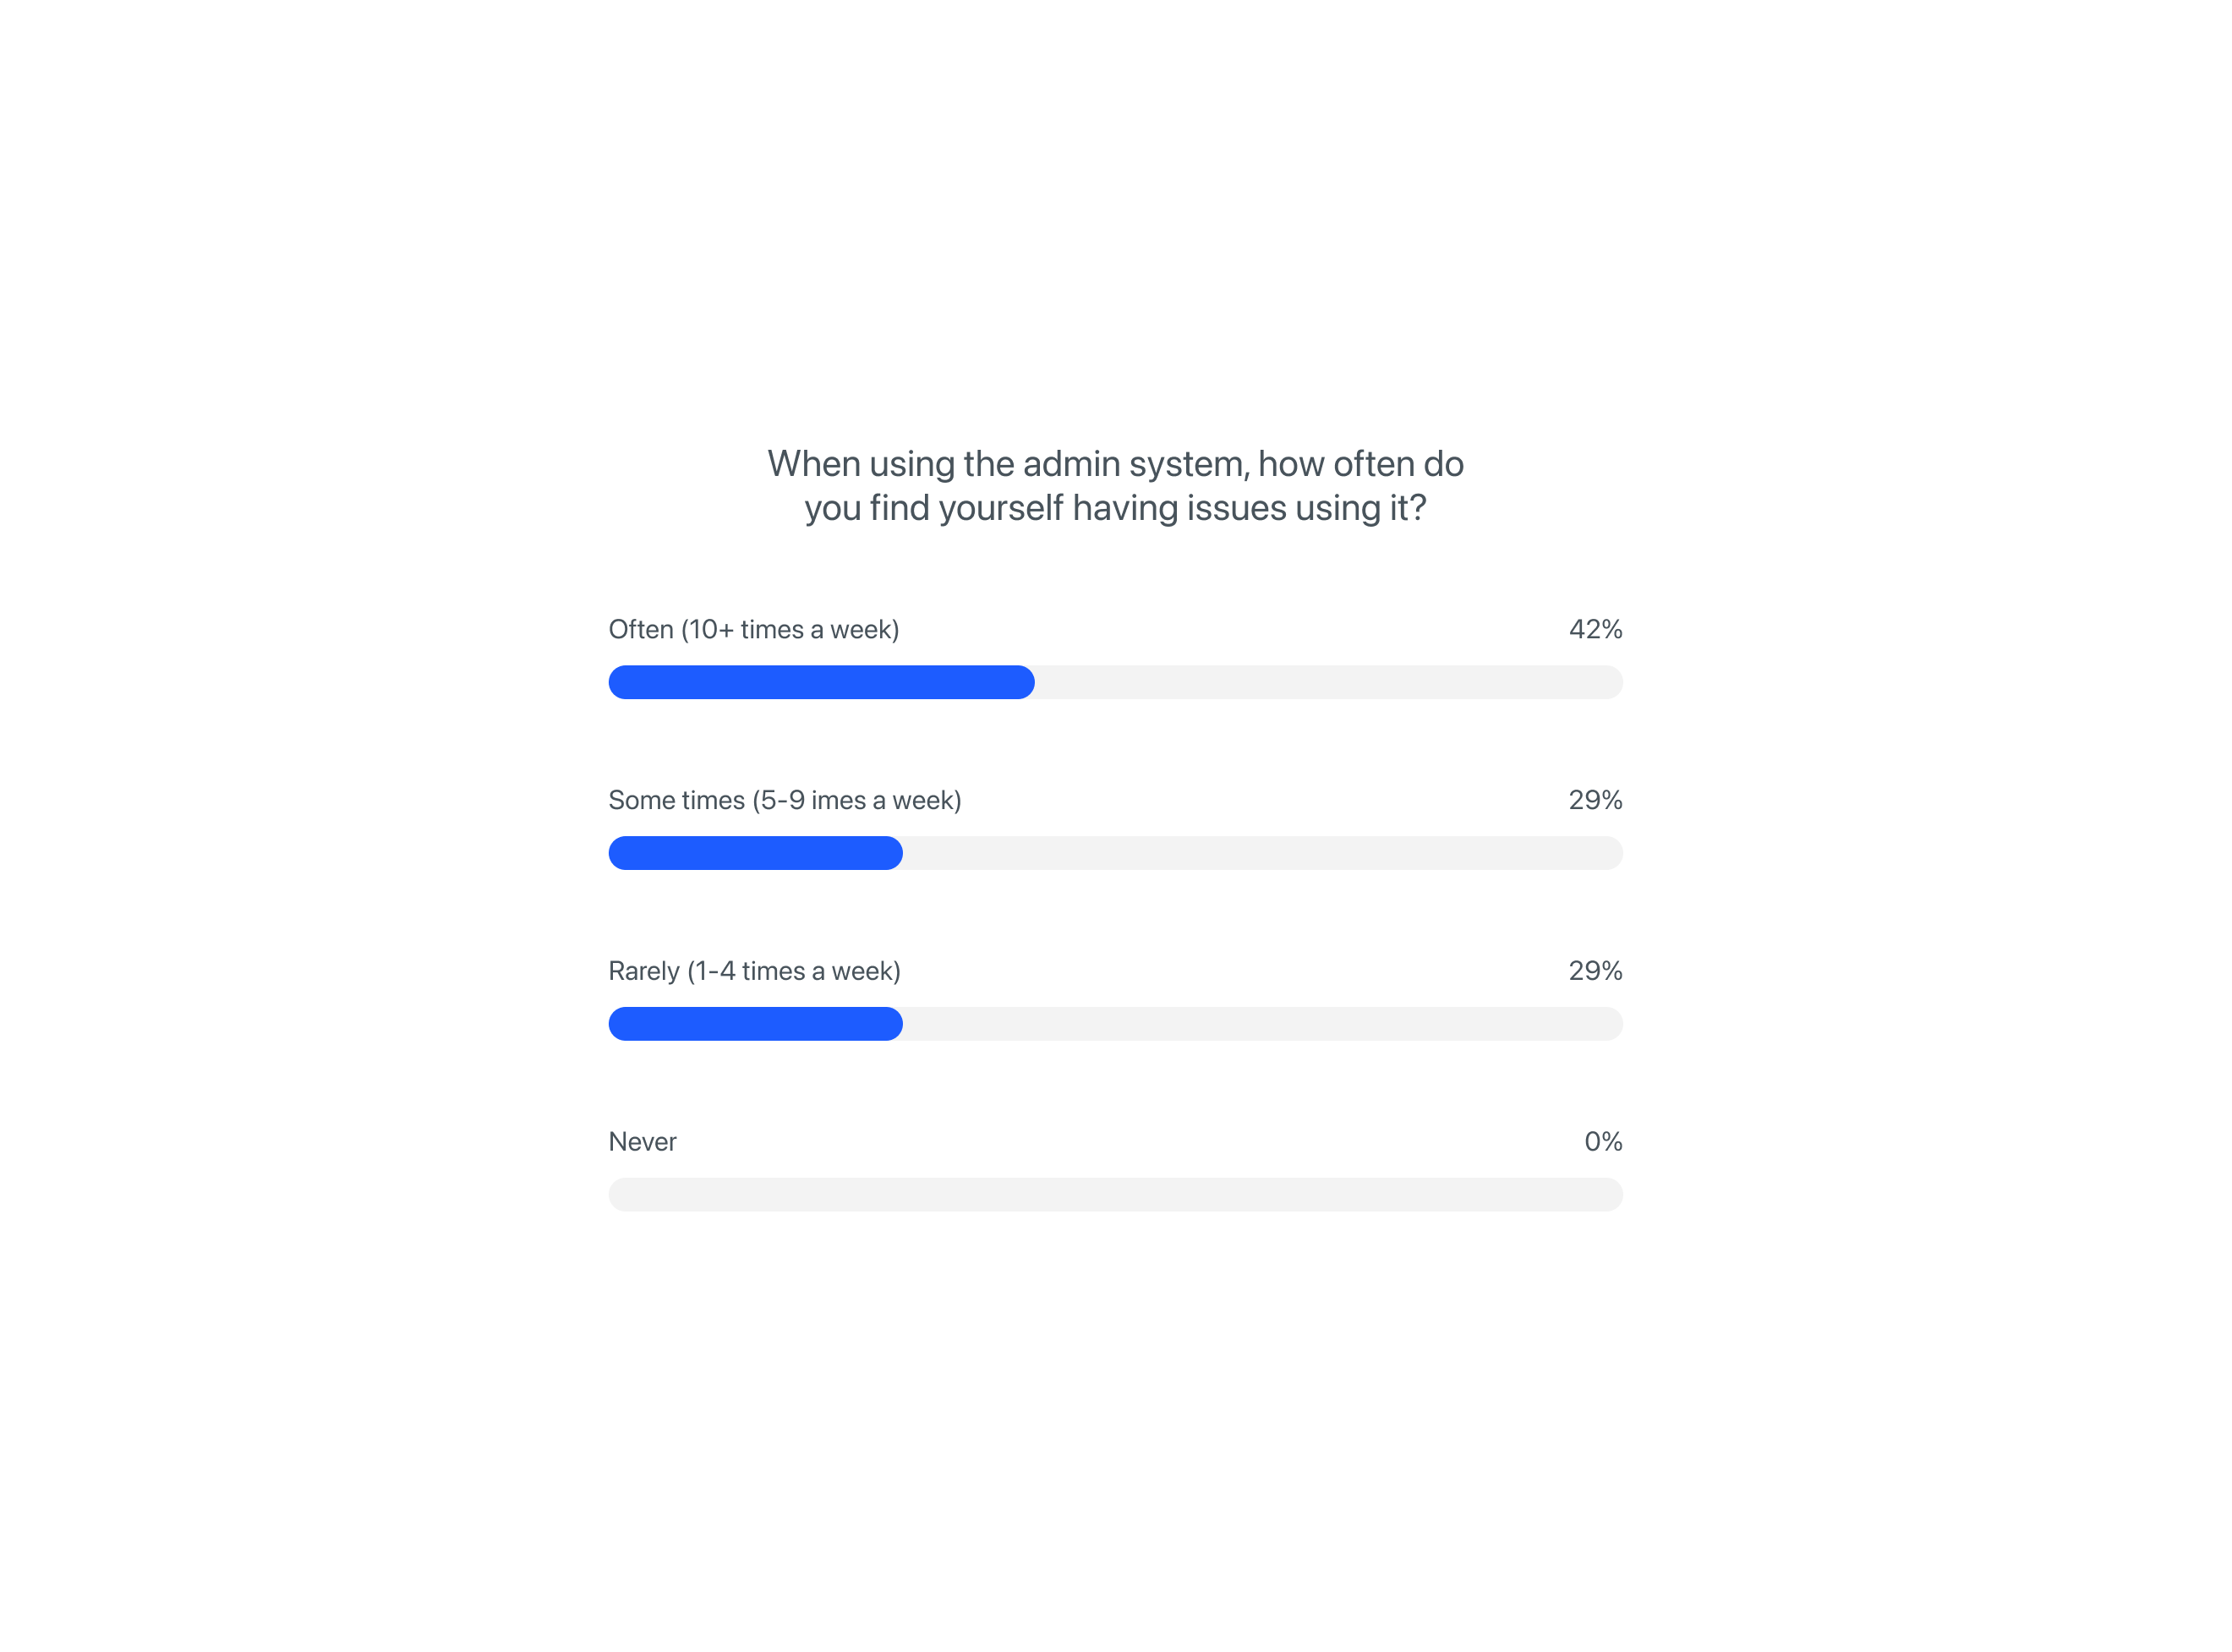 When using the admin system, how often do
you find yourself having issues using it?
Often (10+ times a week) 42%
Some times (5-9 imes a week) 29%
Rarely (1-4 times a week) 29%
Never 0%